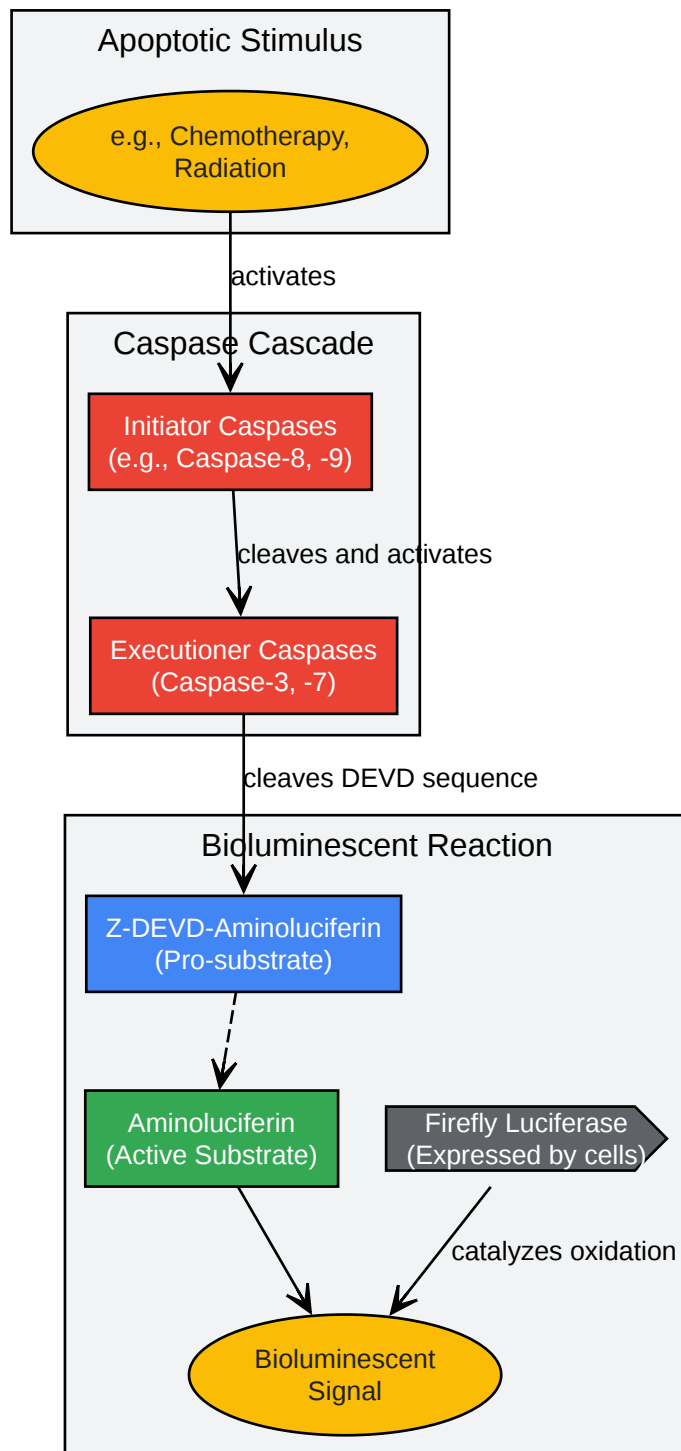 Apoptotic Stimulus
e.g., Chemotherapy,
Radiation
activates
Caspase Cascade
Initiator Caspases
(e.g., Caspase-8, -9)
cleaves and activates
Executioner Caspases
(Caspase-3, -7)
cleaves DEVD sequence
Bioluminescent Reaction
Z-DEVD-Aminoluciferin
(Pro-substrate)
Aminoluciferin
(Active Substrate)
Firefly Luciferase
(Expressed by cells)
catalyzes oxidation
Bioluminescent
Signal